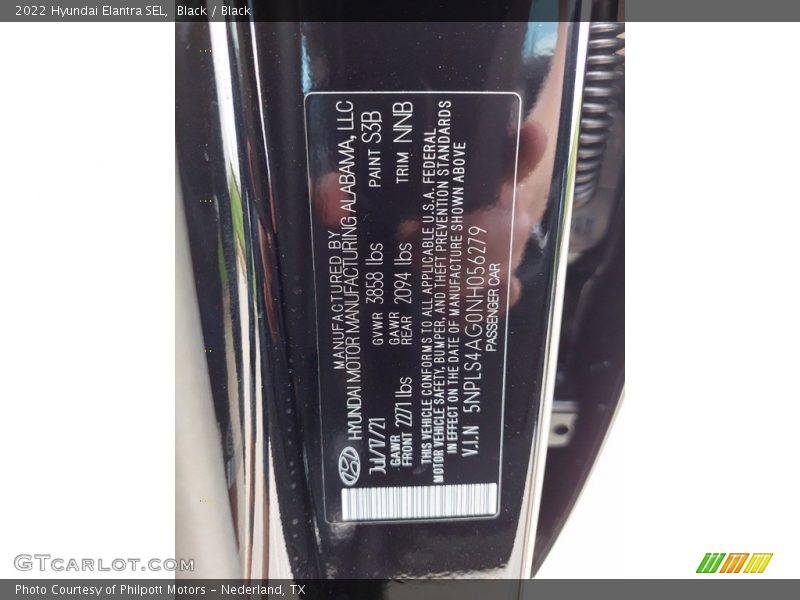 2022 Hyundai Elantra SEL, Black / Black
MANUFACTURED BY
HYUNDAI MOTOR MANUFACTURING ALABAMA, LLC
Jul/17/21 GVWR 3858 lbs PAINT S3B
GAWR FRONT 2271 lbs GAWR REAR 2094 lbs TRIM NNB
THIS VEHICLE CONFORMS TO ALL APPLICABLE U.S.A. FEDERAL
MOTOR VEHICLE SAFETY, BUMPER, AND THEFT PREVENTION STANDARDS
IN EFFECT ON THE DATE OF MANUFACTURE SHOWN ABOVE
V.I.N 5NPLS4AG0NH056279
PASSENGER CAR
GTcarlot.com
Photo Courtesy of Philpott Motors - Nederland, TX